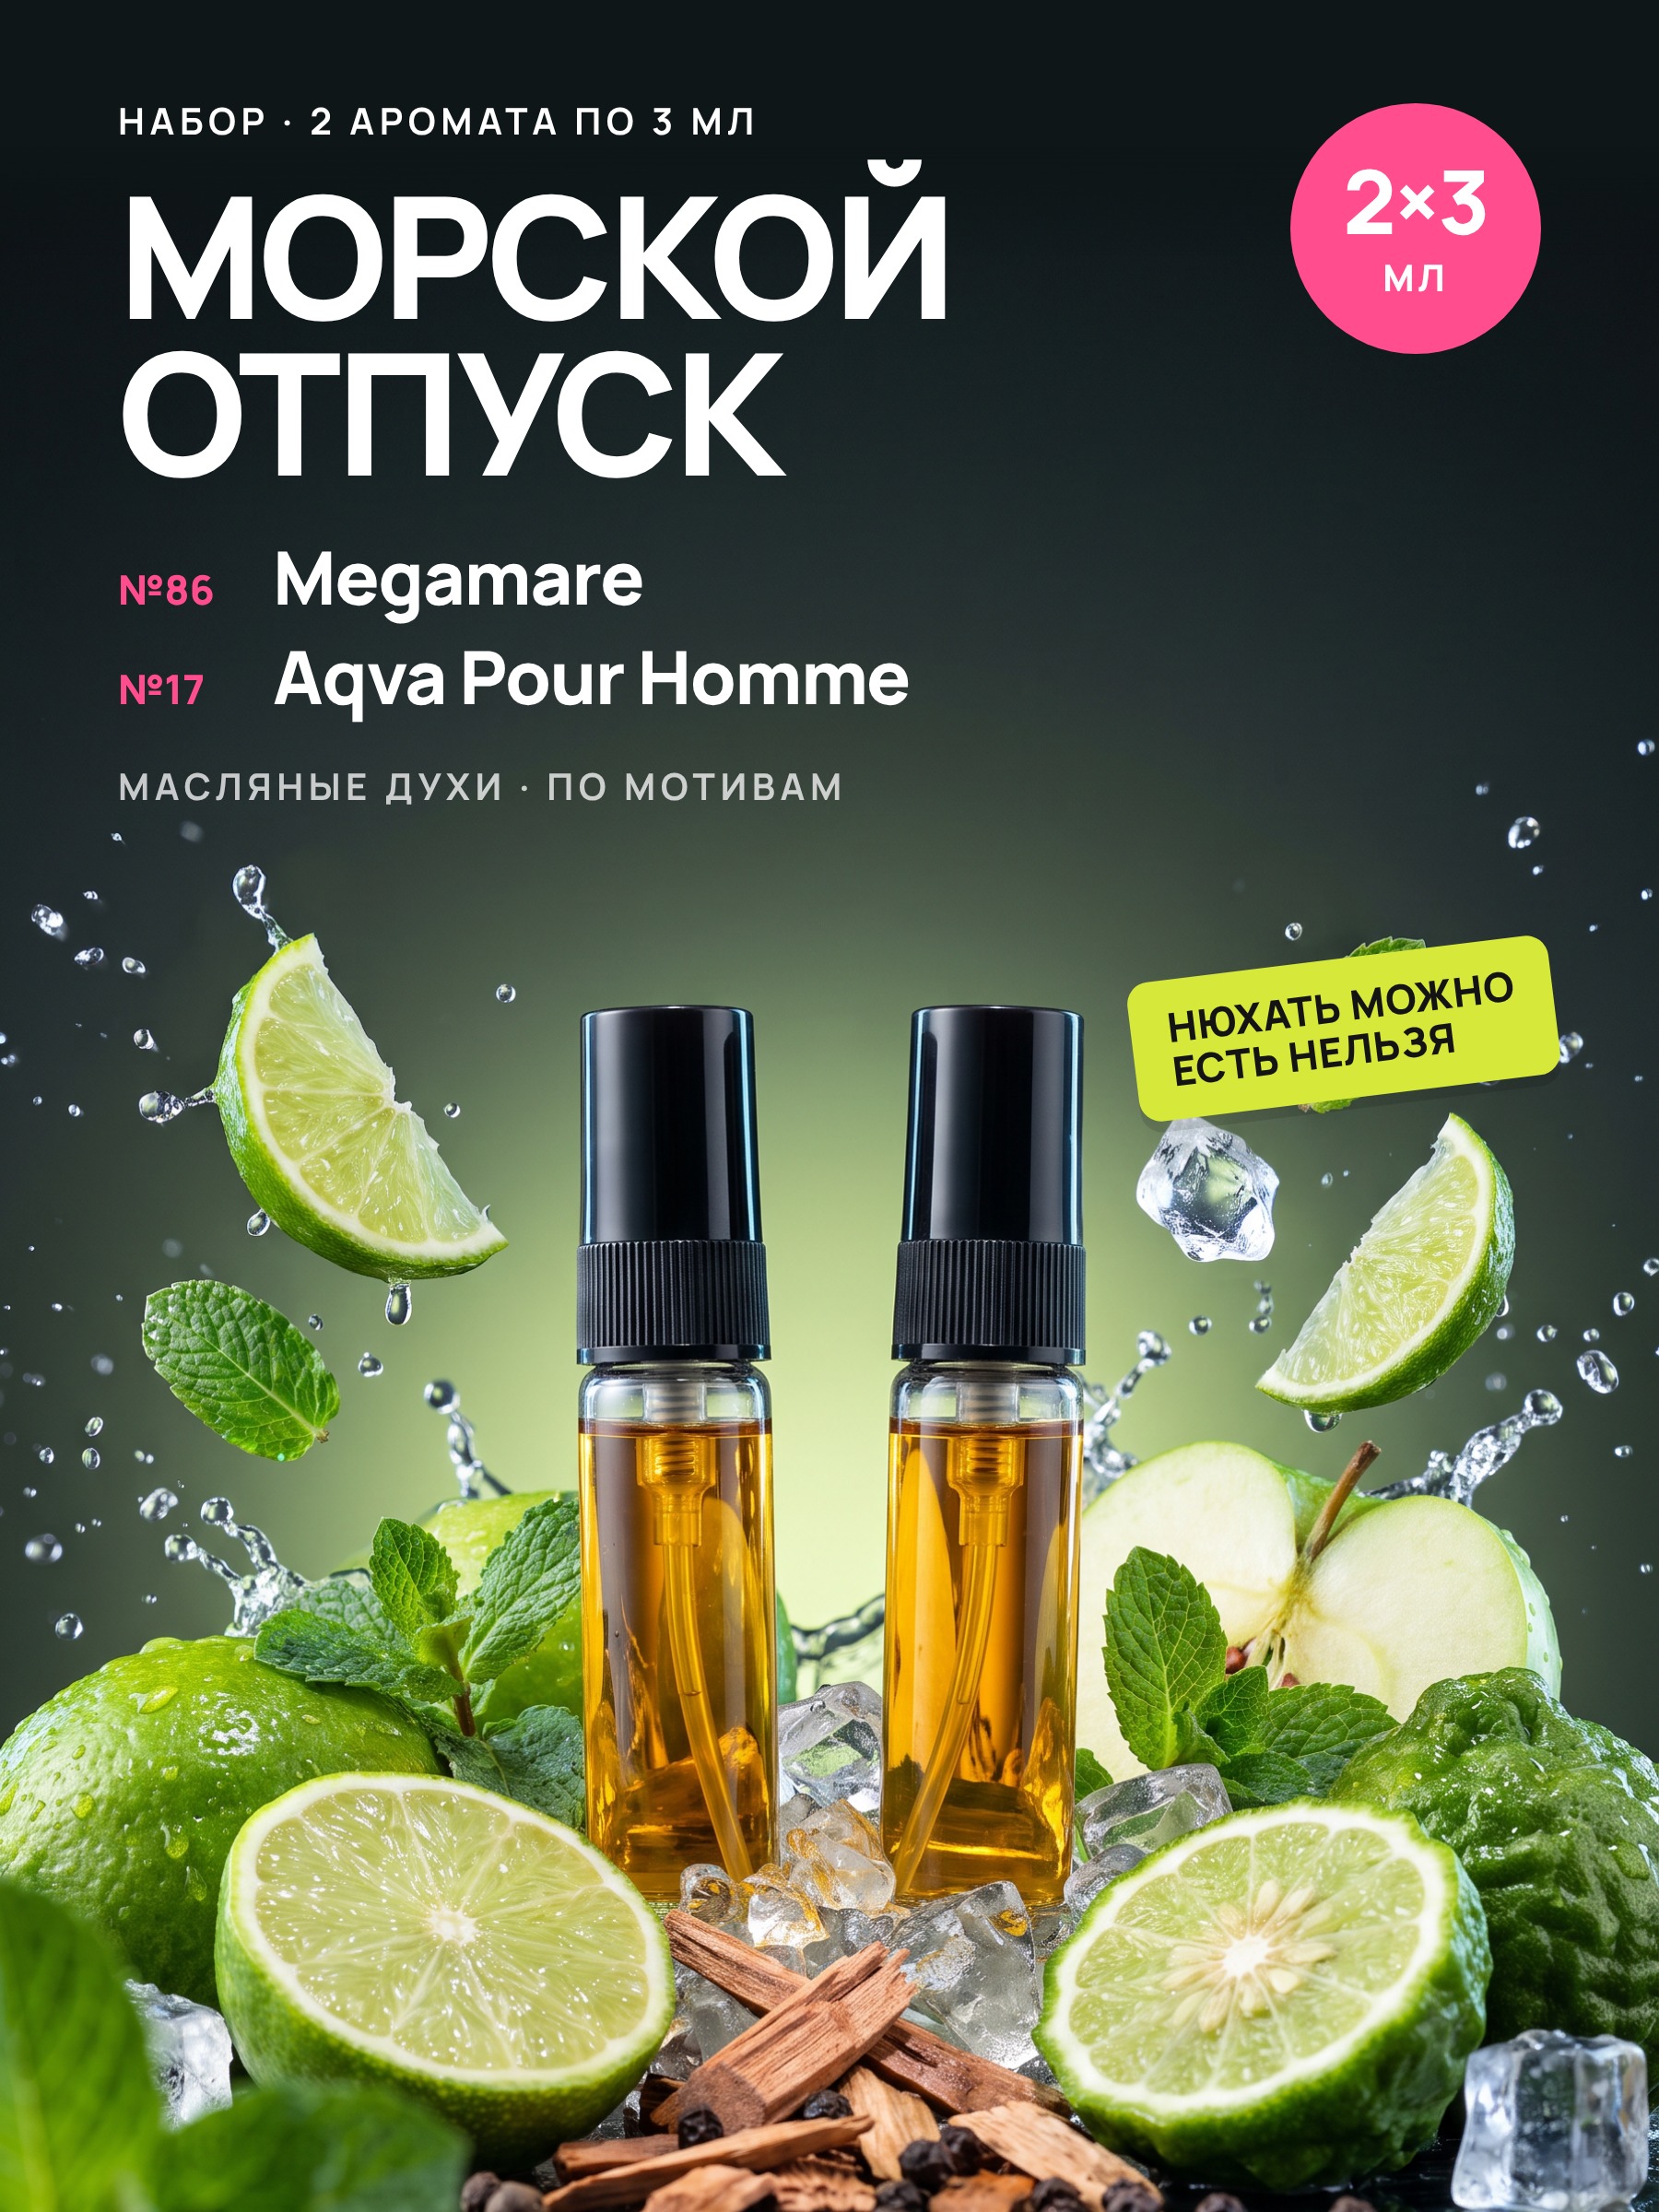 НАБОР · 2 АРОМАТА ПО 3 МЛ
МОРСКОЙ
ОТПУСК
№86 Megamare
№17 Aqva Pour Homme
МАСЛЯНЫЕ ДУХИ · ПО МОТИВАМ
2×3
МЛ
НЮХАТЬ МОЖНО
ЕСТЬ НЕЛЬЗЯ